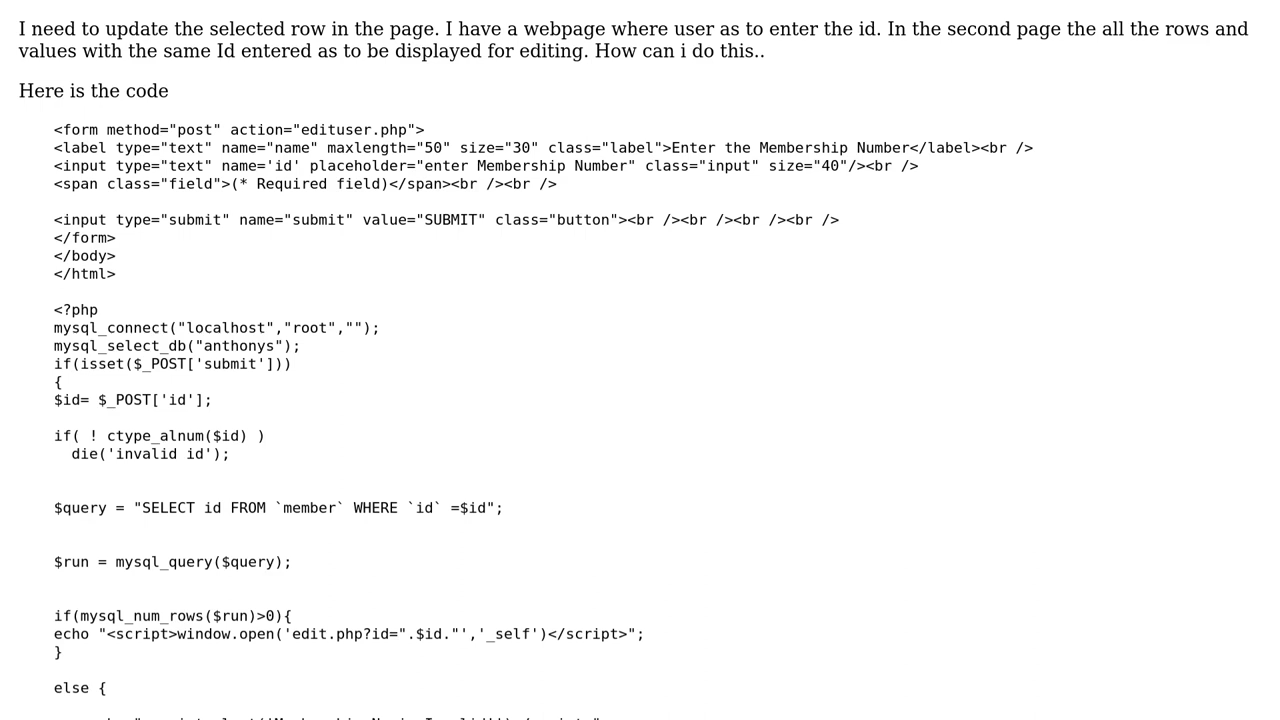 I need to update the selected row in the page. I have a webpage where user as to enter the id. In the second page the all the rows and
values with the same Id entered as to be displayed for editing. How can i do this..
Here is the code
<form method="post" action="edituser.php">
<label type="text" name="name" maxlength="50" size="30" class="label">Enter the Membership Number</label><br />
<input type="text" name='id' placeholder="enter Membership Number" class="input" size="40"/><br />
<span class="field">(* Required field)</span><br /><br />
<input type="submit" name="submit" value="SUBMIT" class="button"><br /><br /><br /><br />
</form>
</body>
</html>
<?php
mysql_connect("localhost","root","");
mysql_select_db("anthonys");
if(isset($_POST['submit']))
{
$id= $_POST['id'];
if( ! ctype_alnum($id) )
die('invalid id');
$query = "SELECT id FROM `member` WHERE `id` =$id";
$run = mysql_query($query);
if(mysql_num_rows($run)>0){
echo "<script>window.open('edit.php?id=".$id."','_self')</script>";
}
else {